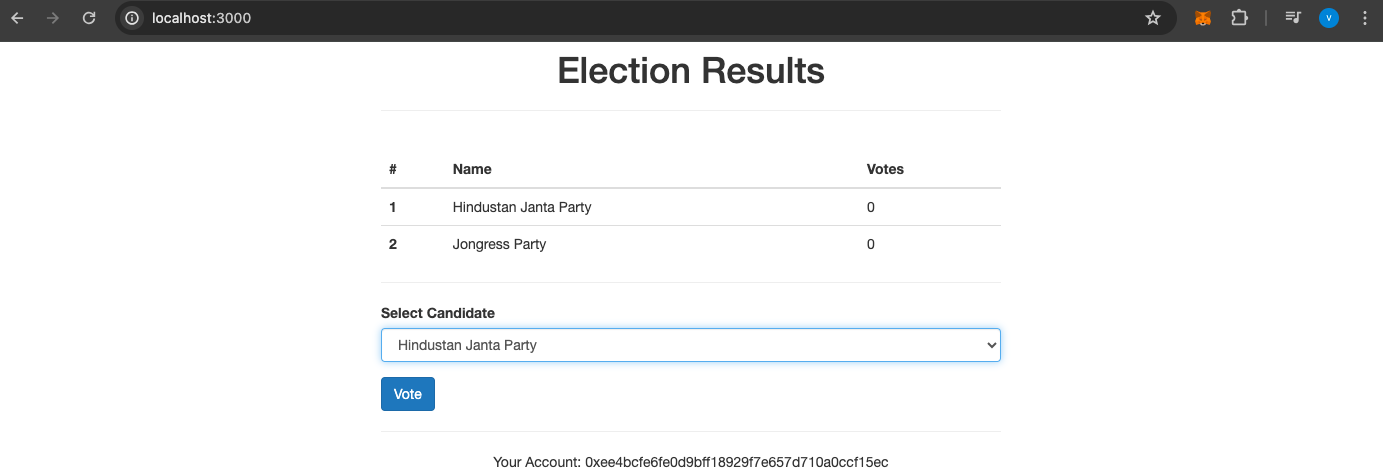 localhost:3000
V
Election Results
# Name Votes
1 Hindustan Janta Party 0
2 Jongress Party 0
Select Candidate
Hindustan Janta Party
Vote
Your Account: 0xee4bcfe6fe0d9bff18929f7e657d710a0ccf15ec